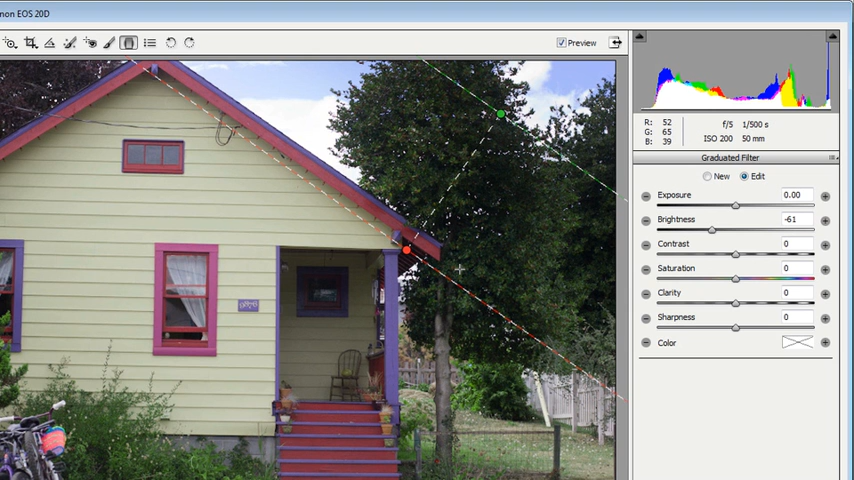 non EOS 20D
Preview
R: 52
G: 65
B: 39
f/5 1/500 s
ISO 200 50 mm
Graduated Filter
New Edit
Exposure 0.00
Brightness -61
Contrast 0
Saturation 0
Clarity 0
Sharpness 0
Color